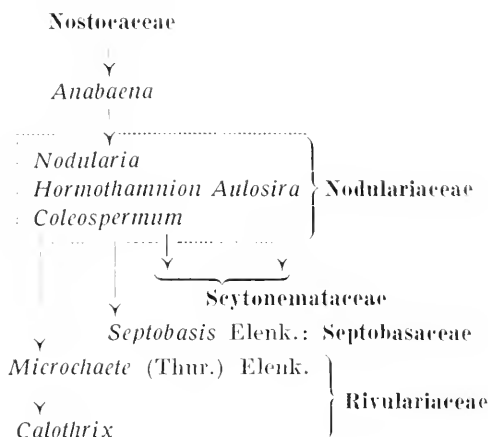 Nostocaceae
Anabaena
Nodularia
Hormothamnion Aulosira } Nodulariaceae
Coleospermum
Scytonemataceae
Septobasis Elenk.: Septobasaceae
Microchaete (Thur.) Elenk.
Rivulariaceae
Calothrix